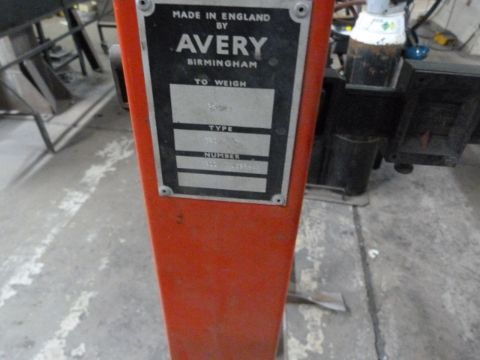 MADE IN ENGLAND
BY
AVERY
BIRMINGHAM
TO WEIGH
TYPE
NUMBER